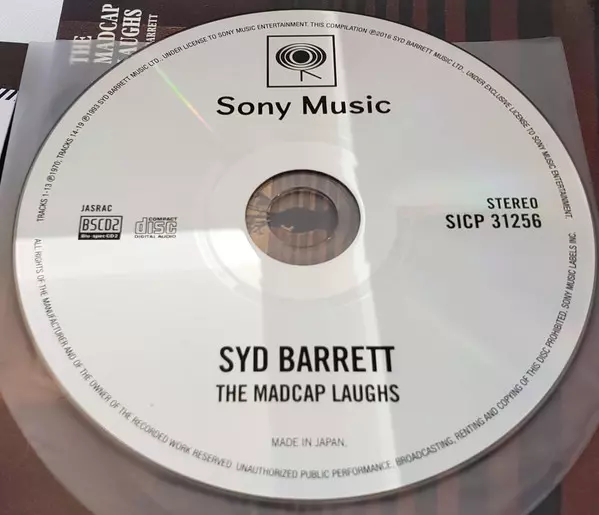 THE
MADCAP
LAUGHS
BARRETT
Sony Music
JASRAC
BSCD2
Blu-spec CD2
COMPACT
disc
DIGITAL AUDIO
STEREO
SICP 31256
SYD BARRETT
THE MADCAP LAUGHS
MADE IN JAPAN.
TRACKS 1-13 ℗1970, TRACKS 14-19 ℗1993 SYD BARRETT MUSIC LTD., UNDER LICENSE TO SONY MUSIC ENTERTAINMENT. THIS COMPILATION ℗2016 SYD BARRETT MUSIC LTD., UNDER EXCLUSIVE LICENSE TO SONY MUSIC ENTERTAINMENT.
ALL RIGHTS OF THE MANUFACTURER AND OF THE OWNER OF THE RECORDED WORK RESERVED. UNAUTHORIZED PUBLIC PERFORMANCE, BROADCASTING, RENTING AND COPYING OF THIS DISC PROHIBITED. SONY MUSIC LABELS INC.